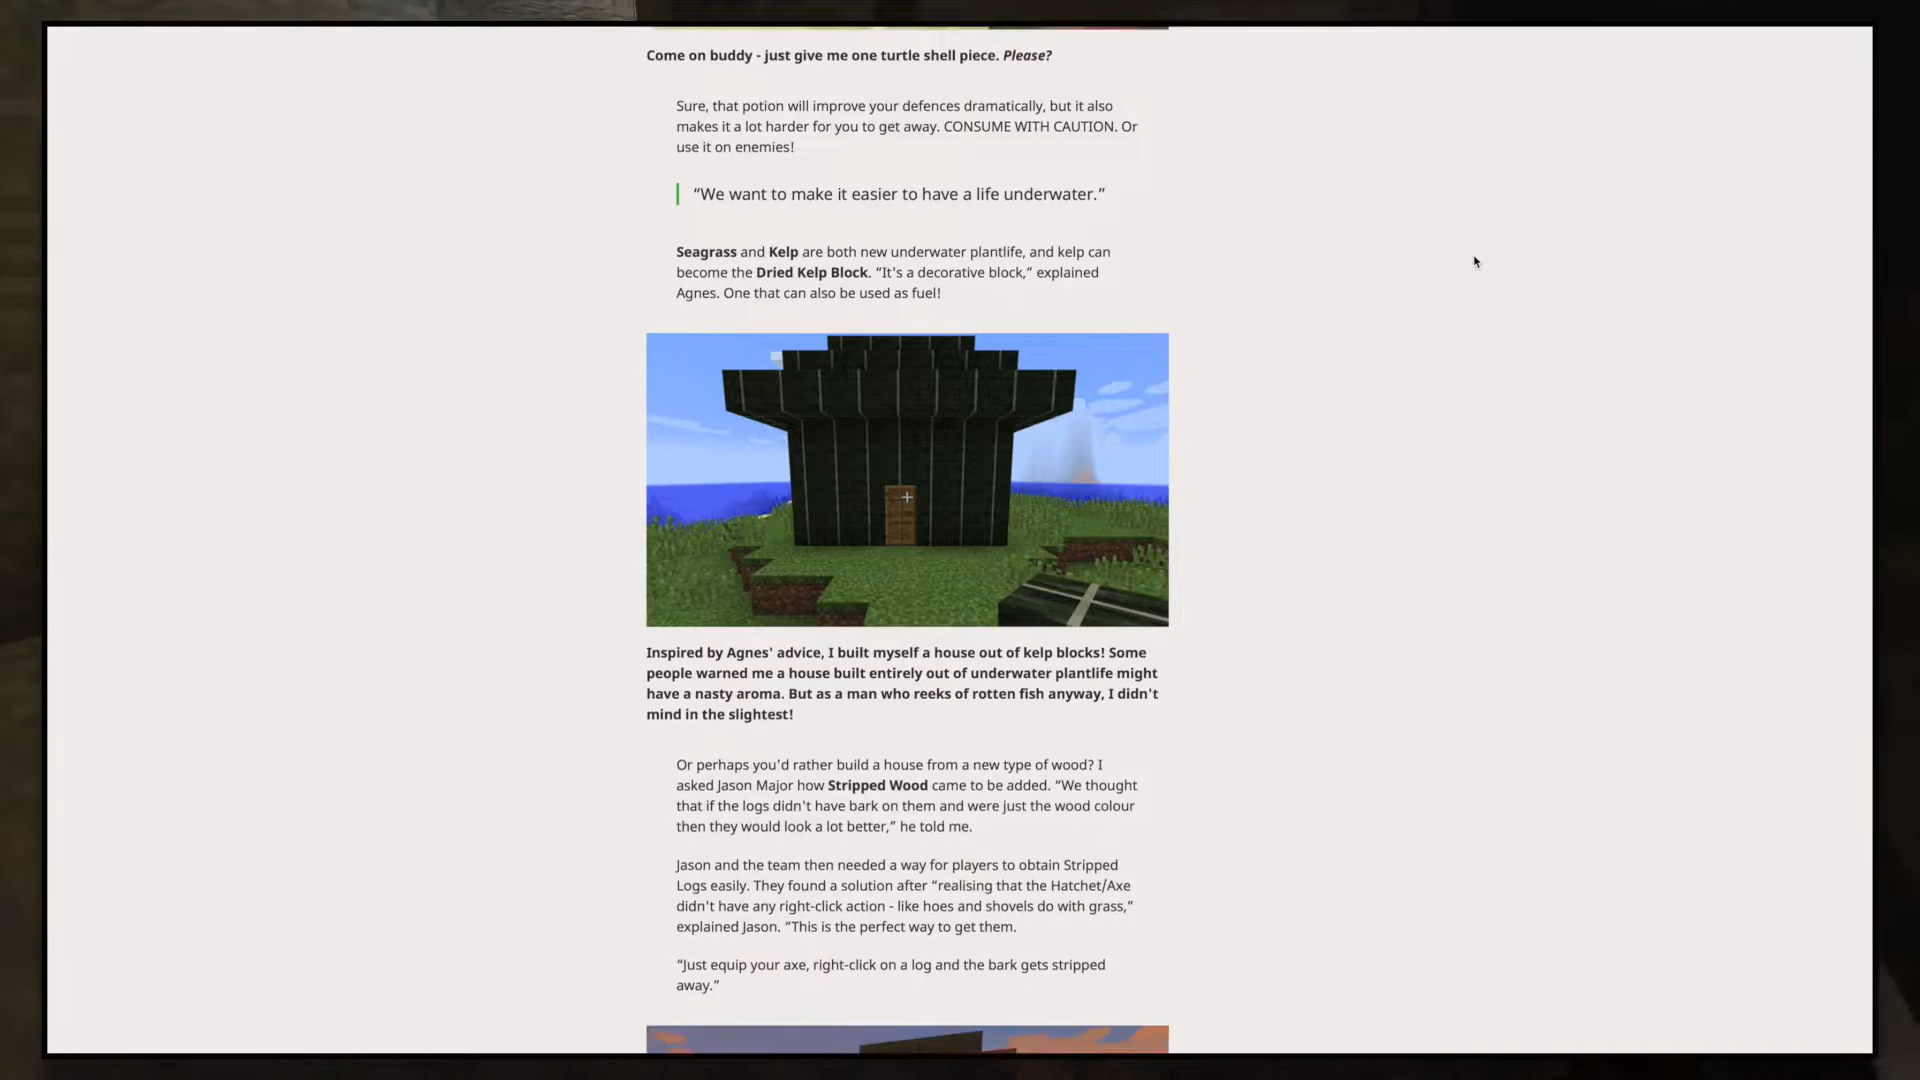 Come on buddy - just give me one turtle shell piece. Please?
Sure, that potion will improve your defences dramatically, but it also
makes it a lot harder for you to get away. CONSUME WITH CAUTION. Or
use it on enemies!
“We want to make it easier to have a life underwater.”
Seagrass and Kelp are both new underwater plantlife, and kelp can
become the Dried Kelp Block. “It's a decorative block,” explained
Agnes. One that can also be used as fuel!
Inspired by Agnes' advice, I built myself a house out of kelp blocks! Some
people warned me a house built entirely out of underwater plantlife might
have a nasty aroma. But as a man who reeks of rotten fish anyway, I didn't
mind in the slightest!
Or perhaps you'd rather build a house from a new type of wood? I
asked Jason Major how Stripped Wood came to be added. “We thought
that if the logs didn't have bark on them and were just the wood colour
then they would look a lot better,” he told me.
Jason and the team then needed a way for players to obtain Stripped
Logs easily. They found a solution after “realising that the Hatchet/Axe
didn't have any right-click action - like hoes and shovels do with grass,”
explained Jason. “This is the perfect way to get them.
“Just equip your axe, right-click on a log and the bark gets stripped
away.”